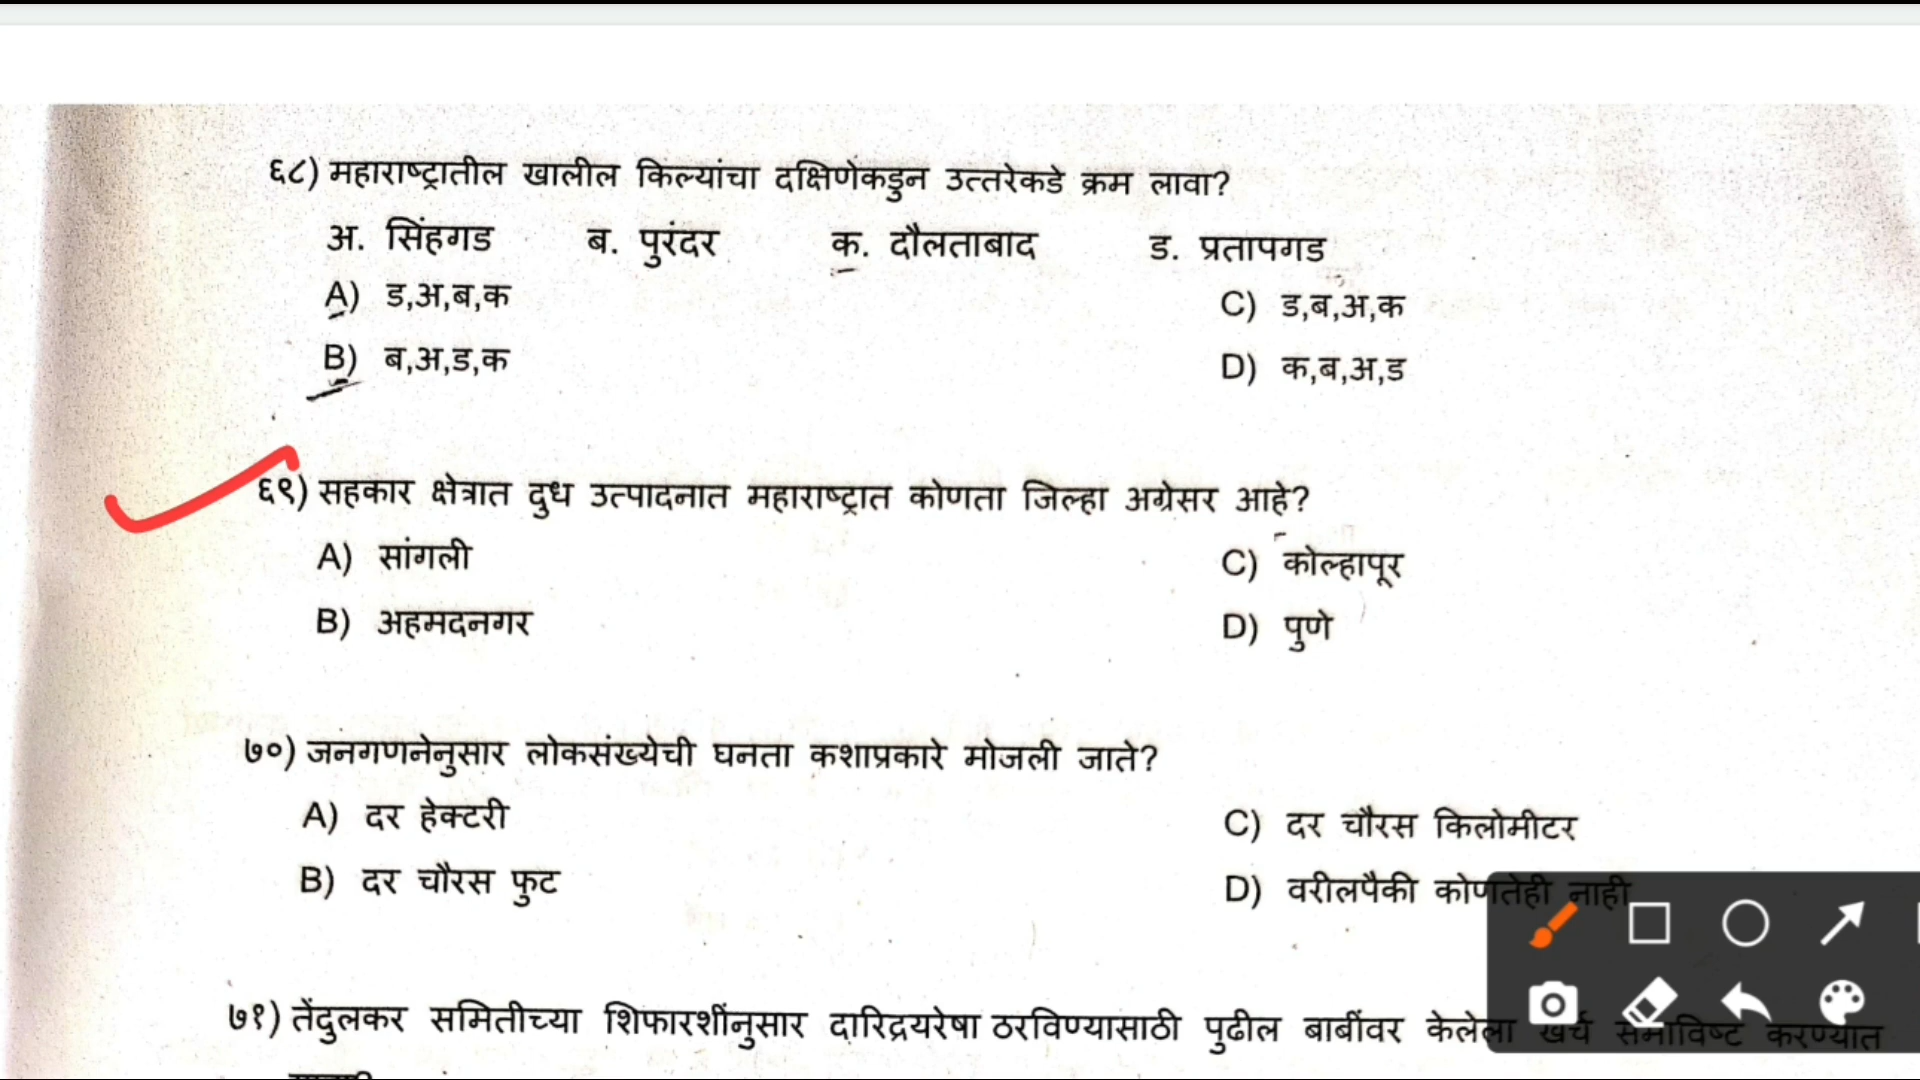 ६८) महाराष्ट्रातील खालील किल्यांचा दक्षिणेकडुन उत्तरेकडे क्रम लावा?
अ. सिंहगड ब. पुरंदर क. दौलताबाद ड. प्रतापगड
A) ड,अ,ब,क C) ड,ब,अ,क
B) ब,अ,ड,क D) क,ब,अ,ड
६९) सहकार क्षेत्रात दुध उत्पादनात महाराष्ट्रात कोणता जिल्हा अग्रेसर आहे?
A) सांगली C) कोल्हापूर
B) अहमदनगर D) पुणे
७०) जनगणनेनुसार लोकसंख्येची घनता कशाप्रकारे मोजली जाते?
A) दर हेक्टरी C) दर चौरस किलोमीटर
B) दर चौरस फुट D) वरीलपैकी कोणतेही नाही
७१) तेंदुलकर समितीच्या शिफारशींनुसार दारिद्रयरेषा ठरविण्यासाठी पुढील बाबींवर केलेला खर्च समाविष्ट करण्यात